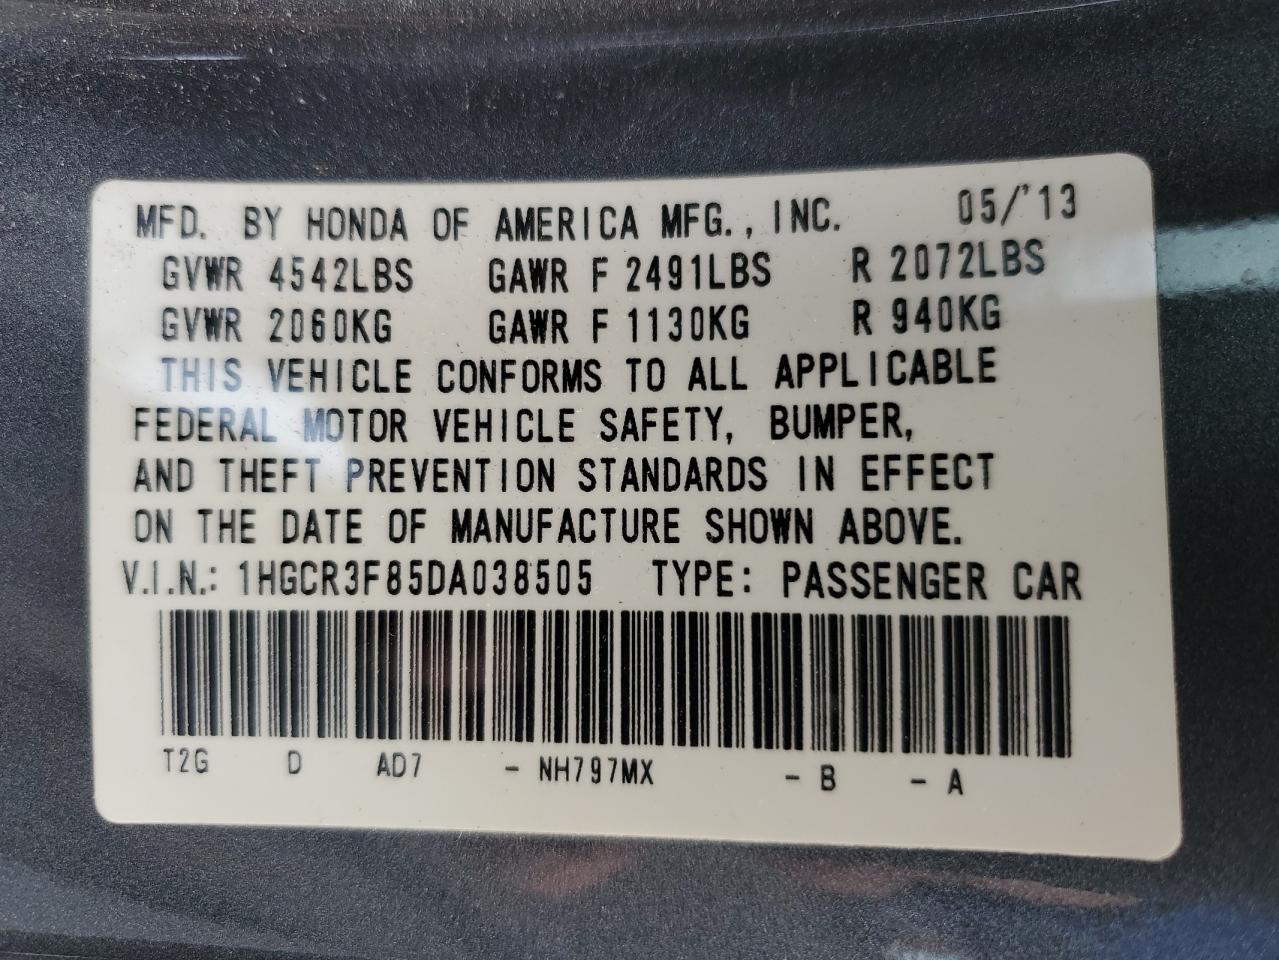 MFD. BY HONDA OF AMERICA MFG., INC. 05/'13
GVWR 4542LBS GAWR F 2491LBS R 2072LBS
GVWR 2060KG GAWR F 1130KG R 940KG
THIS VEHICLE CONFORMS TO ALL APPLICABLE
FEDERAL MOTOR VEHICLE SAFETY, BUMPER,
AND THEFT PREVENTION STANDARDS IN EFFECT
ON THE DATE OF MANUFACTURE SHOWN ABOVE.
V.I.N.: 1HGCR3F85DA038505 TYPE: PASSENGER CAR
T2G D AD7 - NH797MX - B - A